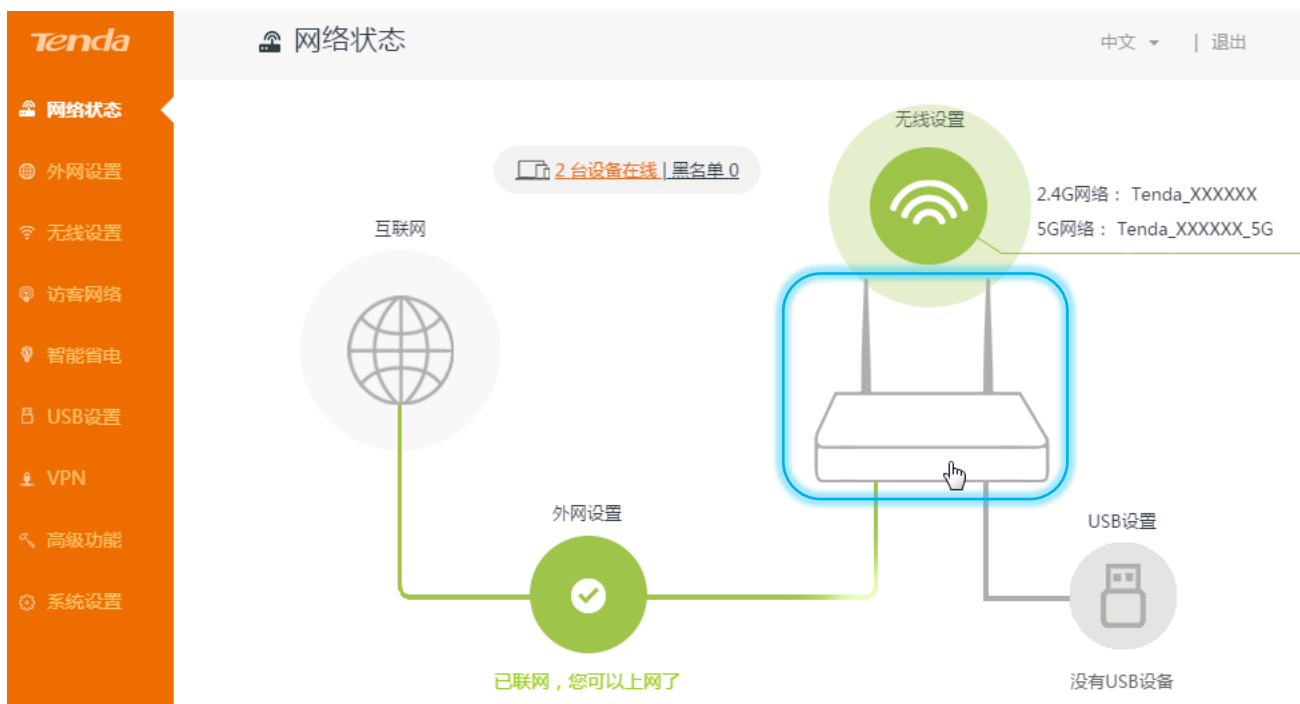 Tenda
网络状态
中文
| 退出
网络状态
外网设置
无线设置
访客网络
智能省电
USB设置
VPN
高级功能
系统设置
2 台设备在线 | 黑名单 0
无线设置
2.4G网络： Tenda_XXXXXX
5G网络： Tenda_XXXXXX_5G
互联网
外网设置
已联网，您可以上网了
USB设置
没有USB设备